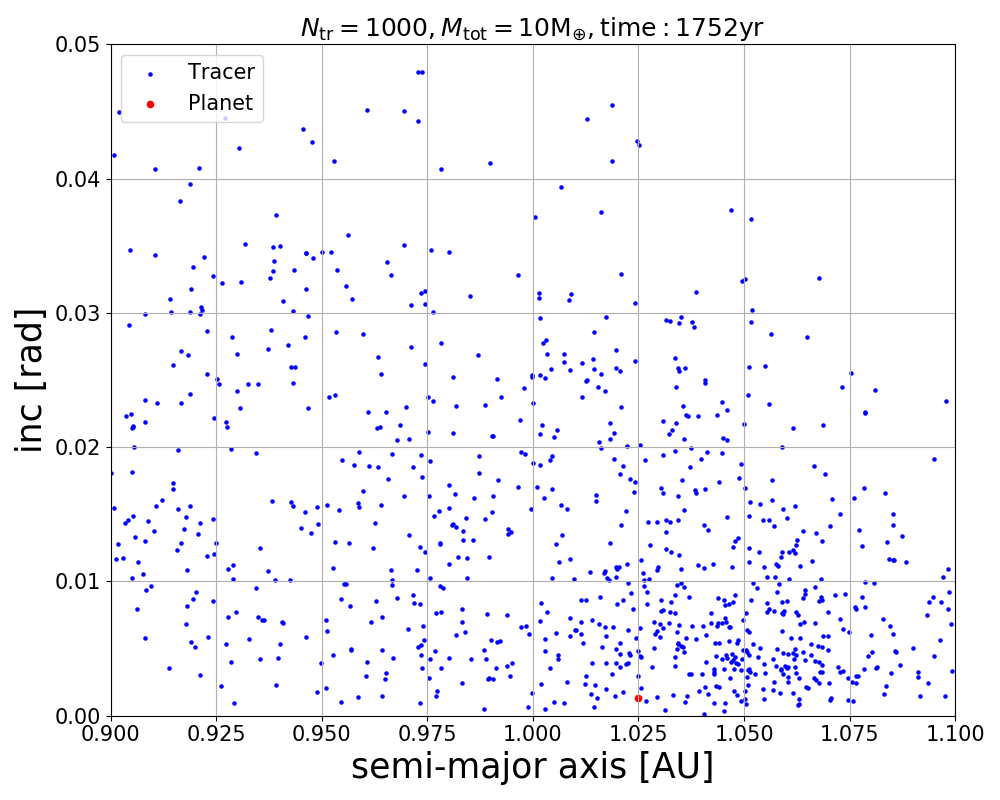 N_tr = 1000, M_tot = 10M_⊕, time : 1752yr
0.05
Tracer
Planet
0.04
0.03
inc [rad]
0.02
0.01
0.00
0.900 0.925 0.950 0.975 1.000 1.025 1.050 1.075 1.100
semi-major axis [AU]